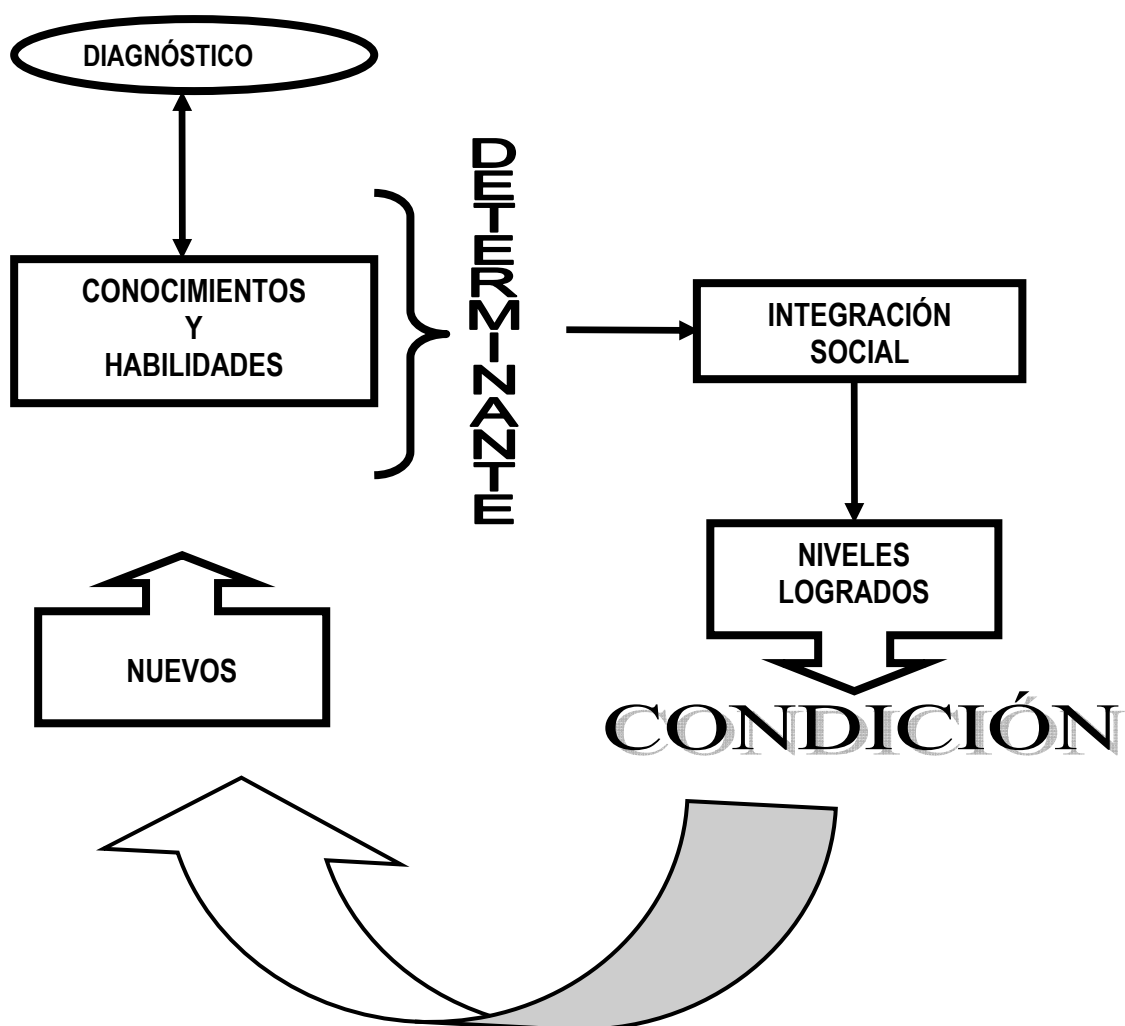 DIAGNÓSTICO
CONOCIMIENTOS
Y
HABILIDADES
DETERMINANTE
INTEGRACIÓN
SOCIAL
NIVELES
LOGRADOS
NUEVOS
CONDICIÓN